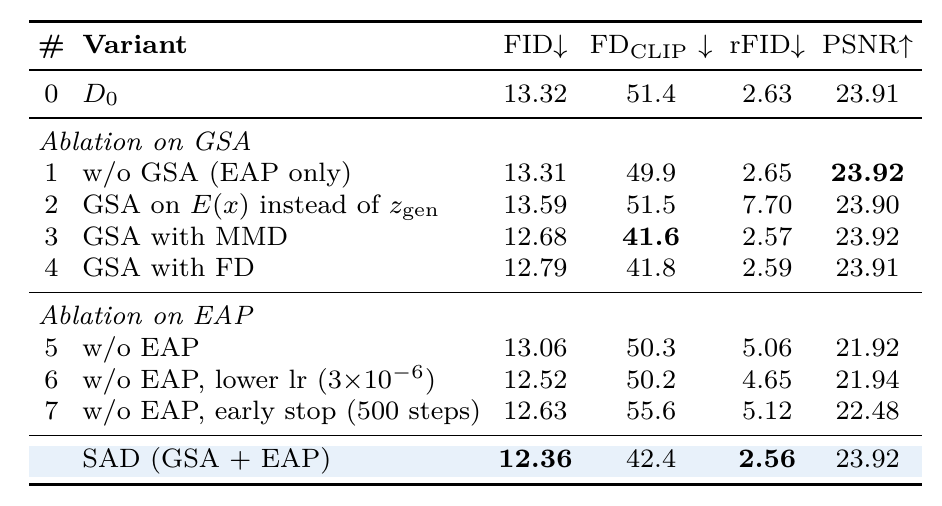 # Variant FID↓ FD_CLIP ↓ rFID↓ PSNR↑
0 D₀ 13.32 51.4 2.63 23.91
Ablation on GSA
1 w/o GSA (EAP only) 13.31 49.9 2.65 23.92
2 GSA on E(x) instead of z_gen 13.59 51.5 7.70 23.90
3 GSA with MMD 12.68 41.6 2.57 23.92
4 GSA with FD 12.79 41.8 2.59 23.91
Ablation on EAP
5 w/o EAP 13.06 50.3 5.06 21.92
6 w/o EAP, lower lr (3×10⁻⁶) 12.52 50.2 4.65 21.94
7 w/o EAP, early stop (500 steps) 12.63 55.6 5.12 22.48
SAD (GSA + EAP) 12.36 42.4 2.56 23.92